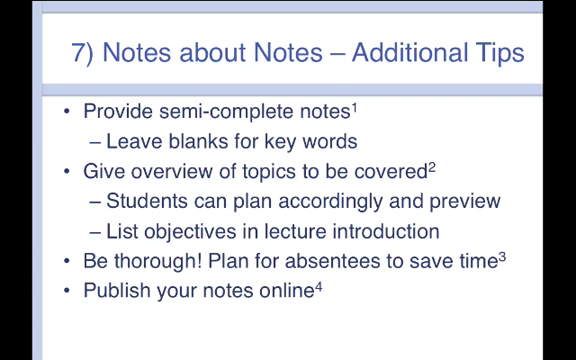 7) Notes about Notes – Additional Tips
• Provide semi-complete notes¹
– Leave blanks for key words
• Give overview of topics to be covered²
– Students can plan accordingly and preview
– List objectives in lecture introduction
• Be thorough! Plan for absentees to save time³
• Publish your notes online⁴